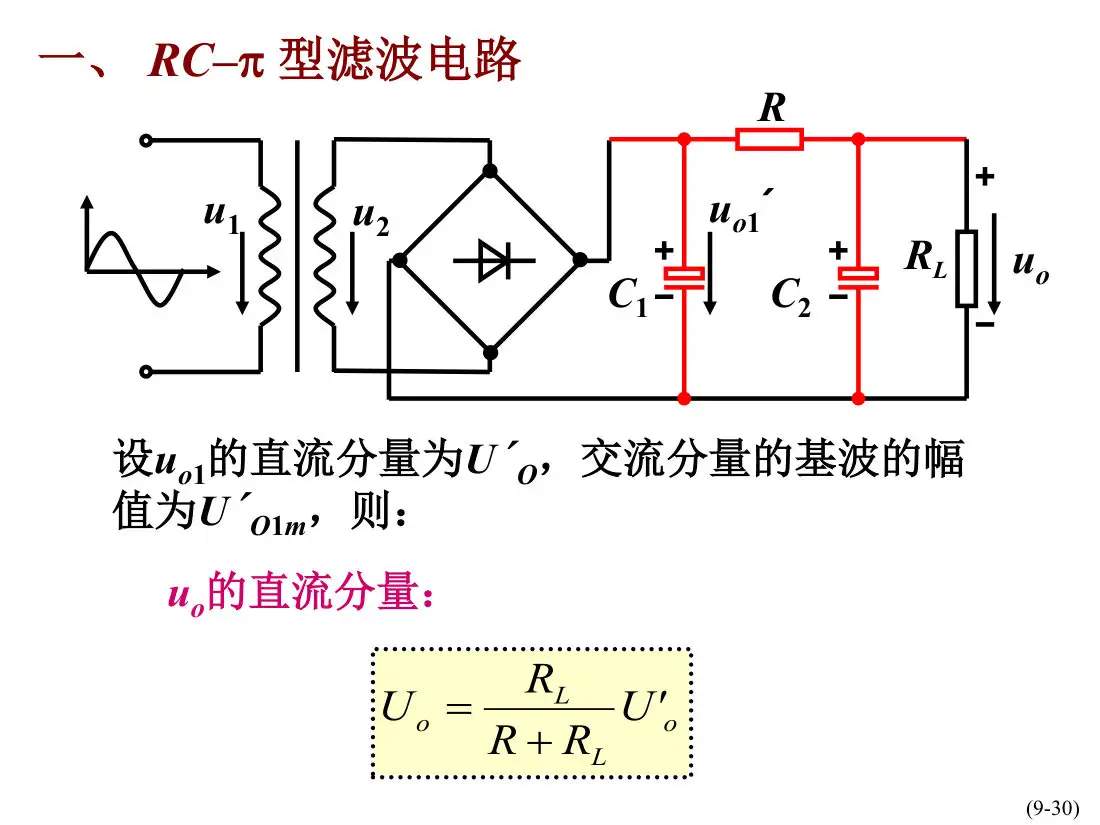 一、 RC–π 型滤波电路
R
u1
u2
uo1´
+
+
+
C1
C2
RL
uo
−
−
−
设uo1的直流分量为U´O，交流分量的基波的幅
值为U´O1m，则：
uo的直流分量：
Uo = RL / (R + RL) U′o
(9-30)